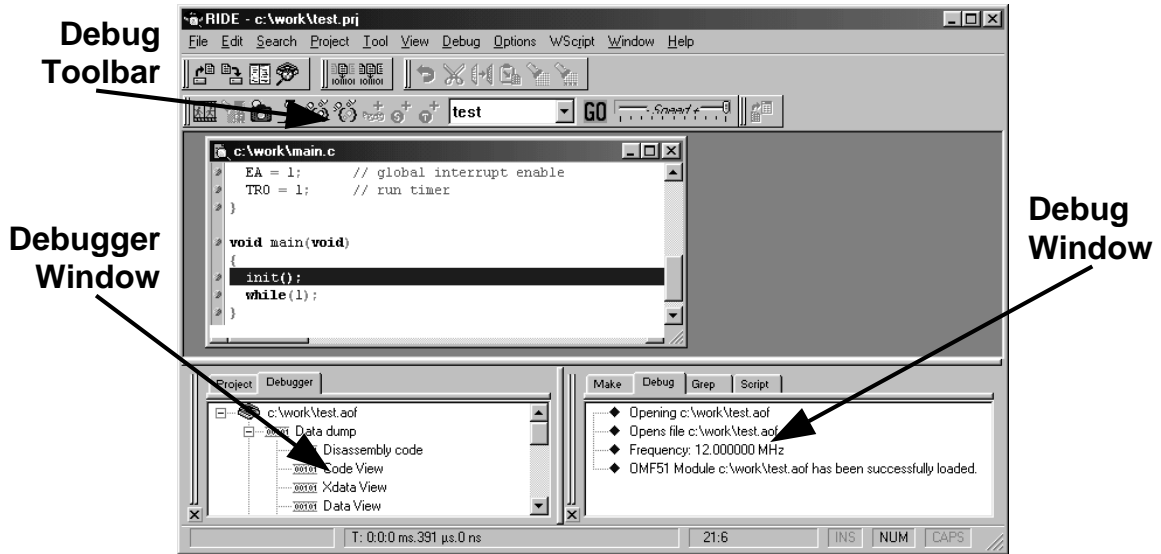 Debug
Toolbar
RIDE - c:\work\test.prj
File Edit Search Project Tool View Debug Options WScript Window Help
test
GO
- Speed +
c:\work\main.c
EA = 1; // global interrupt enable
TR0 = 1; // run timer
}
void main(void)
{
init();
while(1);
}
Debugger
Window
Debug
Window
Project Debugger
c:\work\test.aof
Data dump
Disassembly code
Code View
Xdata View
Data View
Make Debug Grep Script
Opening c:\work\test.aof
Opens file c:\work\test.aof
Frequency: 12.000000 MHz
OMF51 Module c:\work\test.aof has been successfully loaded.
T: 0:0:0 ms.391 µs.0 ns
21:6
INS NUM CAPS